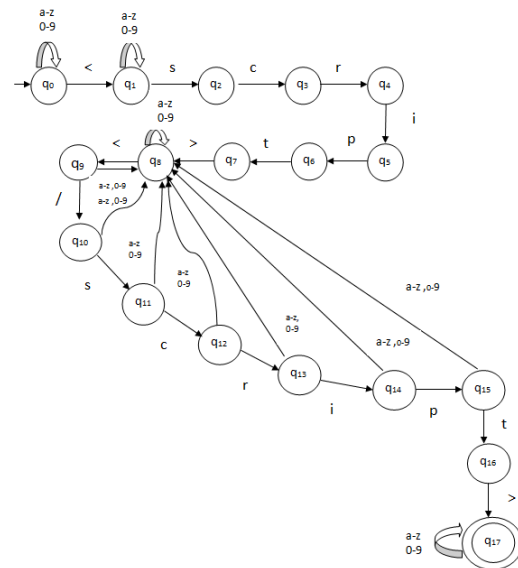 a-z
0-9
a-z
0-9
< s c r
q0 q1 q2 q3 q4
a-z
0-9
i
< > t p
q9 q8 q7 q6 q5
/
a-z ,0-9
a-z ,0-9
q10
s
a-z
0-9
q11
a-z
0-9
a-z ,0-9
c
q12
a-z,
0-9
a-z ,0-9
r
q13
i
q14
p
q15
t
q16
>
a-z
0-9
q17